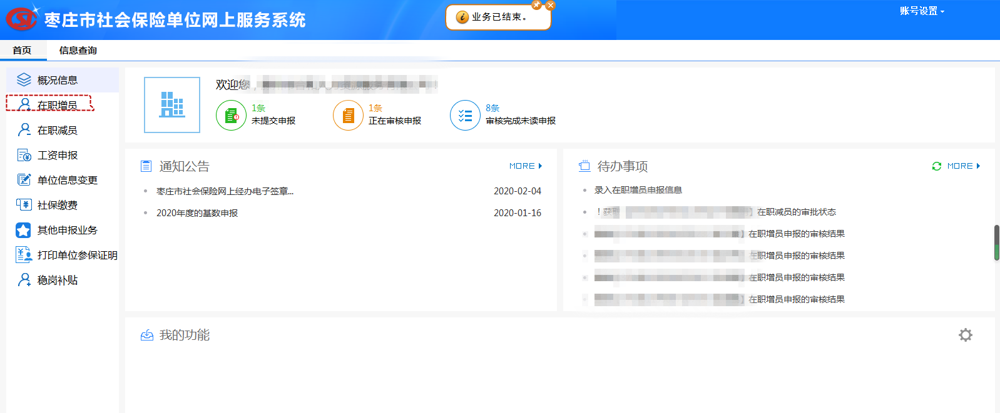 枣庄市社会保险单位网上服务系统
业务已结束。
账号设置
首页
信息查询
概况信息
在职增员
在职减员
工资申报
单位信息变更
社保缴费
其他申报业务
打印单位参保证明
稳岗补贴
欢迎您，
1条
未提交申报
1条
正在审核申报
8条
审核完成未读申报
通知公告
MORE
枣庄市社会保险网上经办电子签章...
2020-02-04
2020年度的基数申报
2020-01-16
待办事项
MORE
录入在职增员申报信息
！获取 】在职减员的审批状态
】在职增员申报的审核结果
在职增员申报的审核结果
】在职增员申报的审核结果
】在职增员申报的审核结果
我的功能